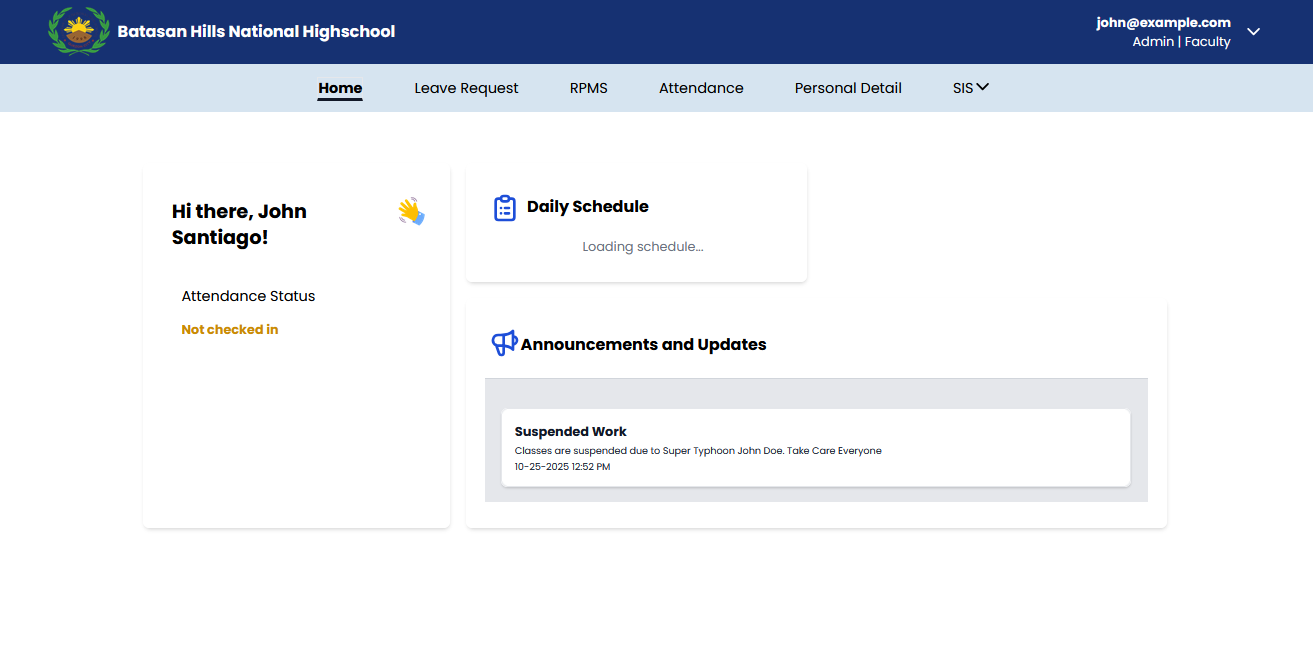 Batasan Hills National Highschool
john@example.com
Admin | Faculty
Home Leave Request RPMS Attendance Personal Detail SIS
Hi there, John
Santiago!
Attendance Status
Not checked in
Daily Schedule
Loading schedule...
Announcements and Updates
Suspended Work
Classes are suspended due to Super Typhoon John Doe. Take Care Everyone
10-25-2025 12:52 PM